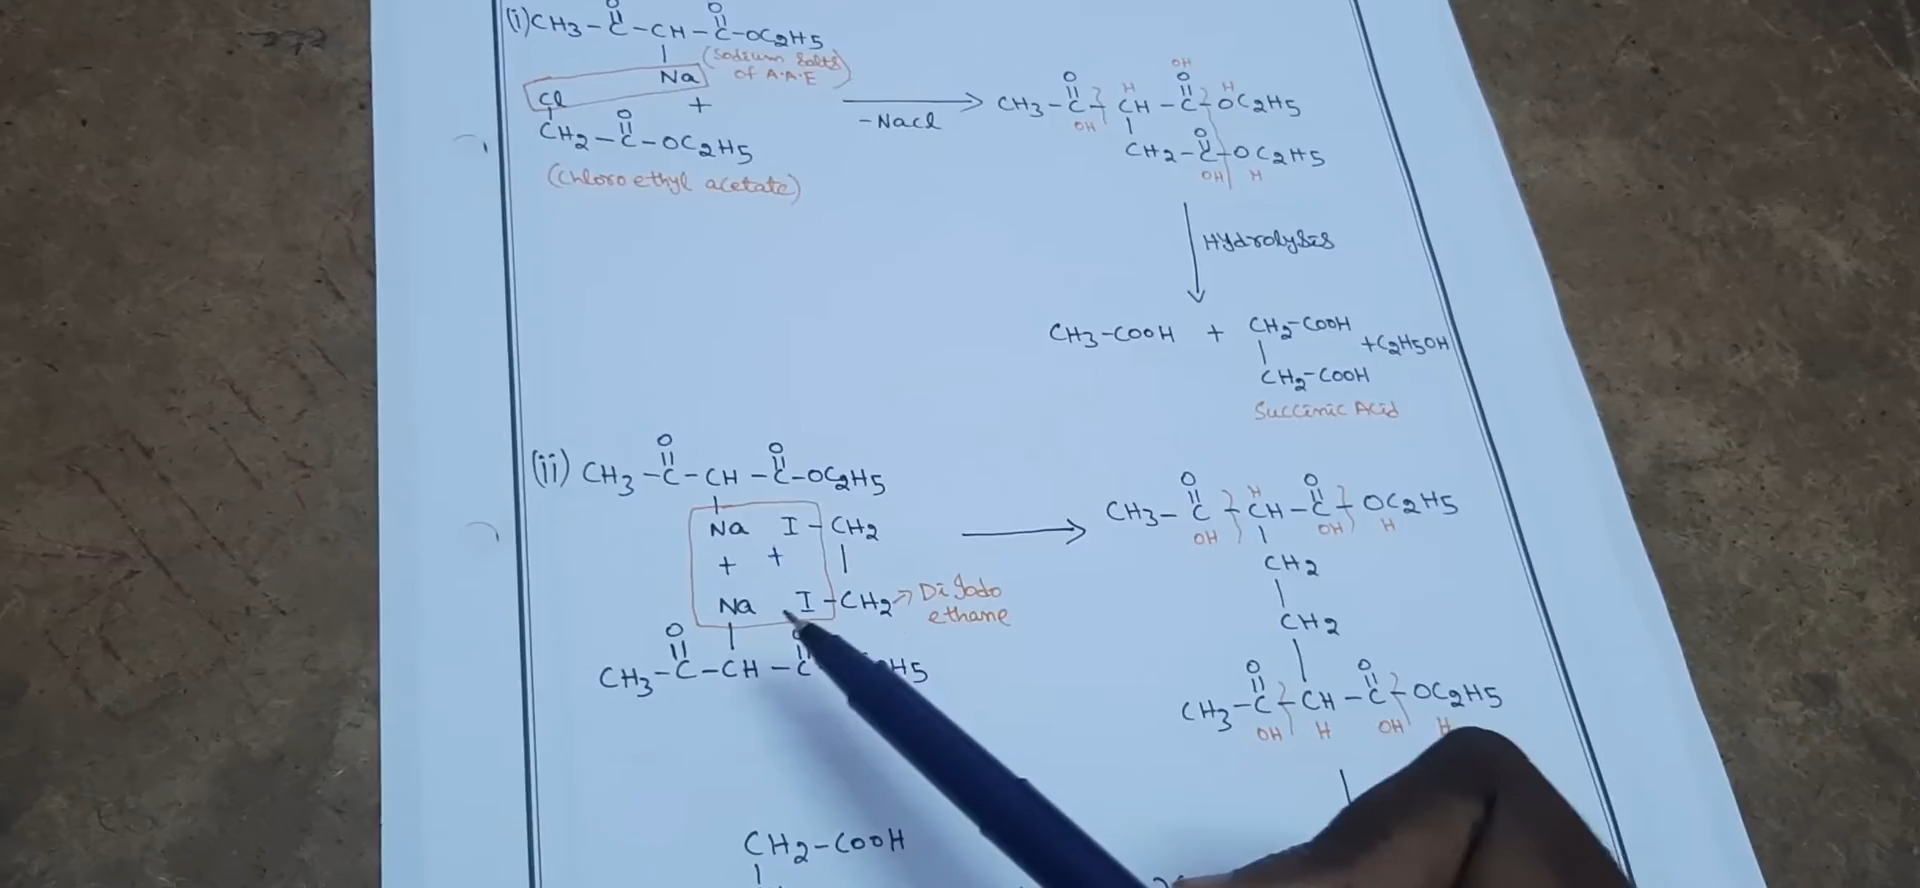 (i) CH3-C-CH-C-OC2H5
O O
(Sodium Salts
of A.A.E)
Na
Cl +
O
CH2-C-OC2H5
(Chloro ethyl acetate)
-NaCl
OH
O H O H
CH3-C-CH-C-OC2H5
OH O
CH2-C-OC2H5
OH H
Hydrolysis
CH3-COOH + CH2-COOH +C2H5OH
CH2-COOH
Succinic Acid
O O
(ii) CH3-C-CH-C-OC2H5
Na I-CH2
+ +
Na I-CH2 → Di Iodo
ethane
O
CH3-C-CH-C H5
O H O
CH3-C-CH-C-OC2H5
OH OH H
CH2
CH2
O O
CH3-C-CH-C-OC2H5
OH H OH H
CH2-COOH